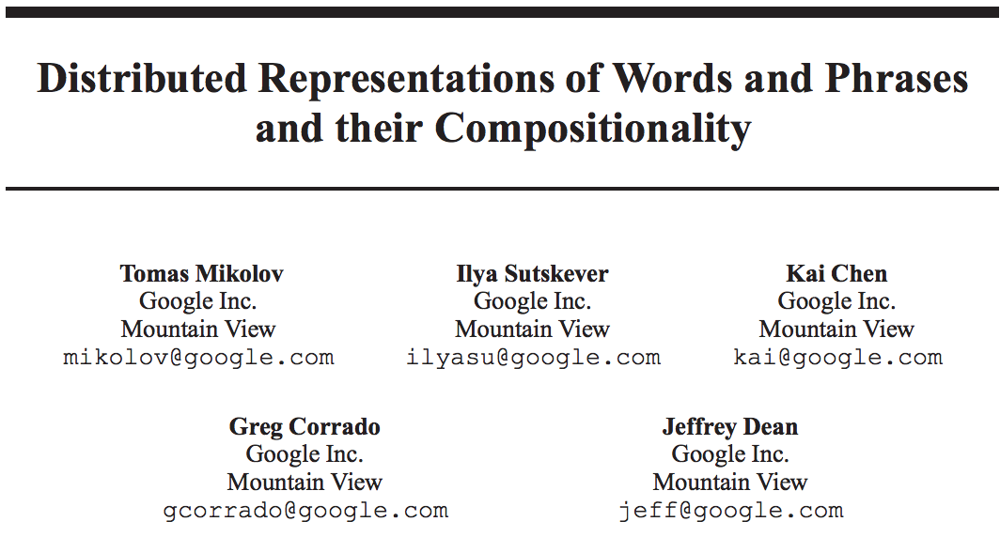 Distributed Representations of Words and Phrases
and their Compositionality
Tomas Mikolov
Google Inc.
Mountain View
mikolov@google.com
Ilya Sutskever
Google Inc.
Mountain View
ilyasu@google.com
Kai Chen
Google Inc.
Mountain View
kai@google.com
Greg Corrado
Google Inc.
Mountain View
gcorrado@google.com
Jeffrey Dean
Google Inc.
Mountain View
jeff@google.com